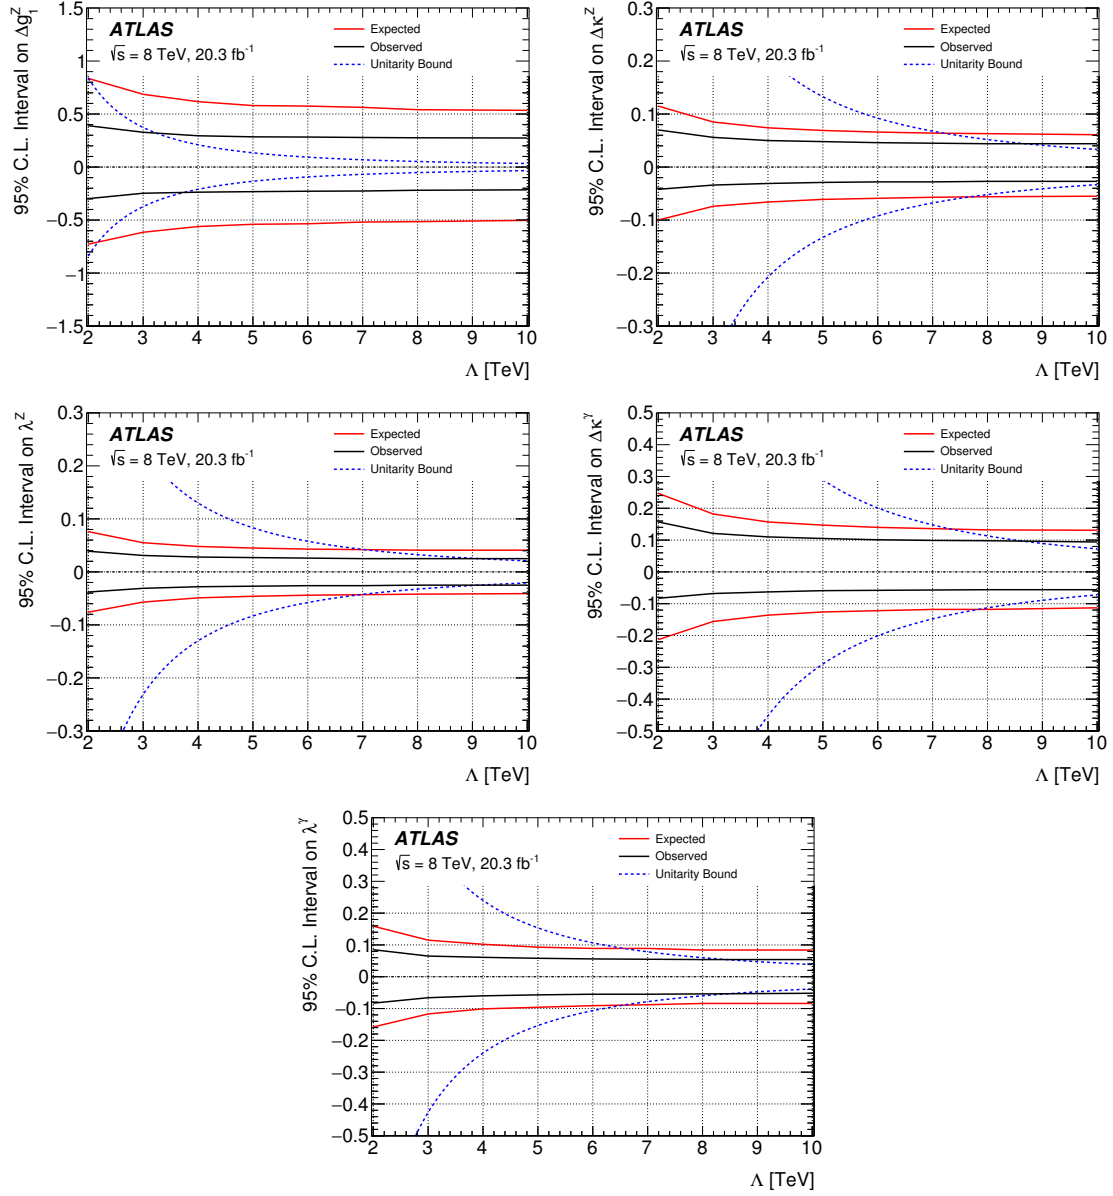 95% C.L. Interval on Δg₁ᶻ
1.5
1
0.5
0
−0.5
−1
−1.5
ATLAS
√s = 8 TeV, 20.3 fb⁻¹
Expected
Observed
Unitarity Bound
2 3 4 5 6 7 8 9 10
Λ [TeV]
95% C.L. Interval on Δκᶻ
0.3
0.2
0.1
0
−0.1
−0.2
−0.3
ATLAS
√s = 8 TeV, 20.3 fb⁻¹
Expected
Observed
Unitarity Bound
2 3 4 5 6 7 8 9 10
Λ [TeV]
95% C.L. Interval on λᶻ
0.3
0.2
0.1
0
−0.1
−0.2
−0.3
ATLAS
√s = 8 TeV, 20.3 fb⁻¹
Expected
Observed
Unitarity Bound
2 3 4 5 6 7 8 9 10
Λ [TeV]
95% C.L. Interval on Δκᵞ
0.5
0.4
0.3
0.2
0.1
0
−0.1
−0.2
−0.3
−0.4
−0.5
ATLAS
√s = 8 TeV, 20.3 fb⁻¹
Expected
Observed
Unitarity Bound
2 3 4 5 6 7 8 9 10
Λ [TeV]
95% C.L. Interval on λᵞ
0.5
0.4
0.3
0.2
0.1
0
−0.1
−0.2
−0.3
−0.4
−0.5
ATLAS
√s = 8 TeV, 20.3 fb⁻¹
Expected
Observed
Unitarity Bound
2 3 4 5 6 7 8 9 10
Λ [TeV]